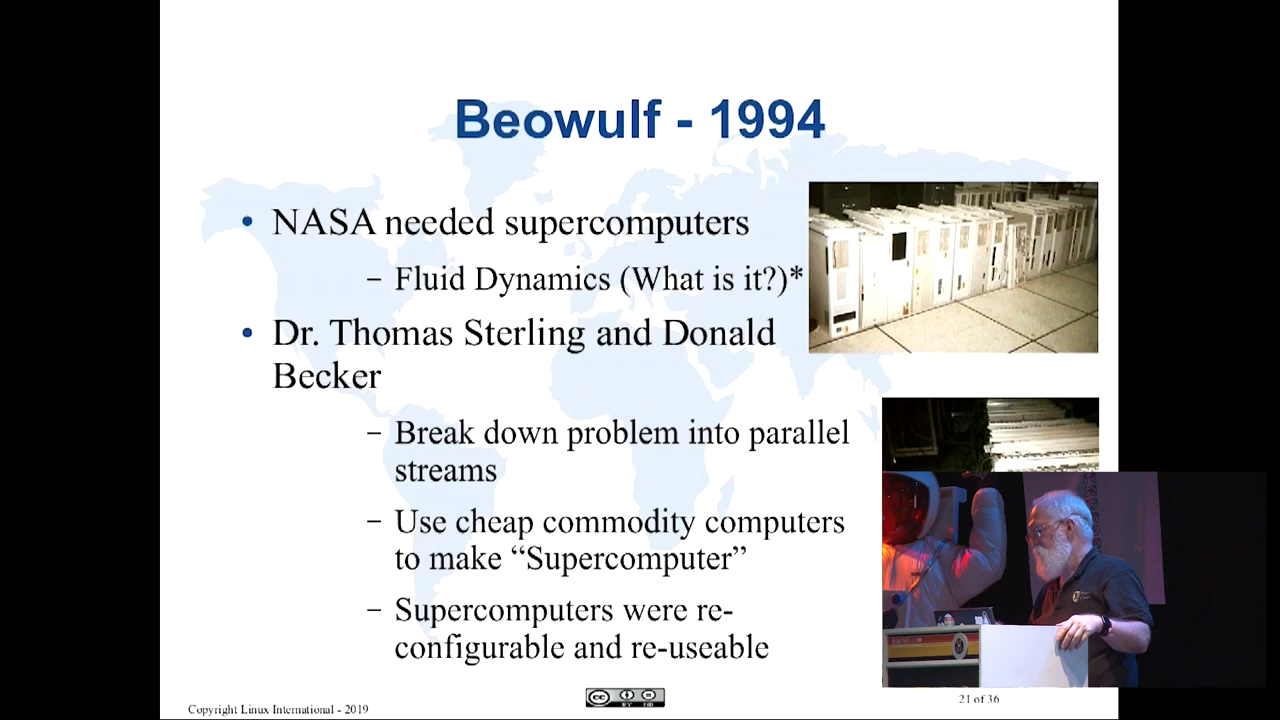 Beowulf - 1994
• NASA needed supercomputers
– Fluid Dynamics (What is it?)*
• Dr. Thomas Sterling and Donald
Becker
– Break down problem into parallel
streams
– Use cheap commodity computers
to make “Supercomputer”
– Supercomputers were re-
configurable and re-useable
Copyright Linux International - 2019
21 of 36